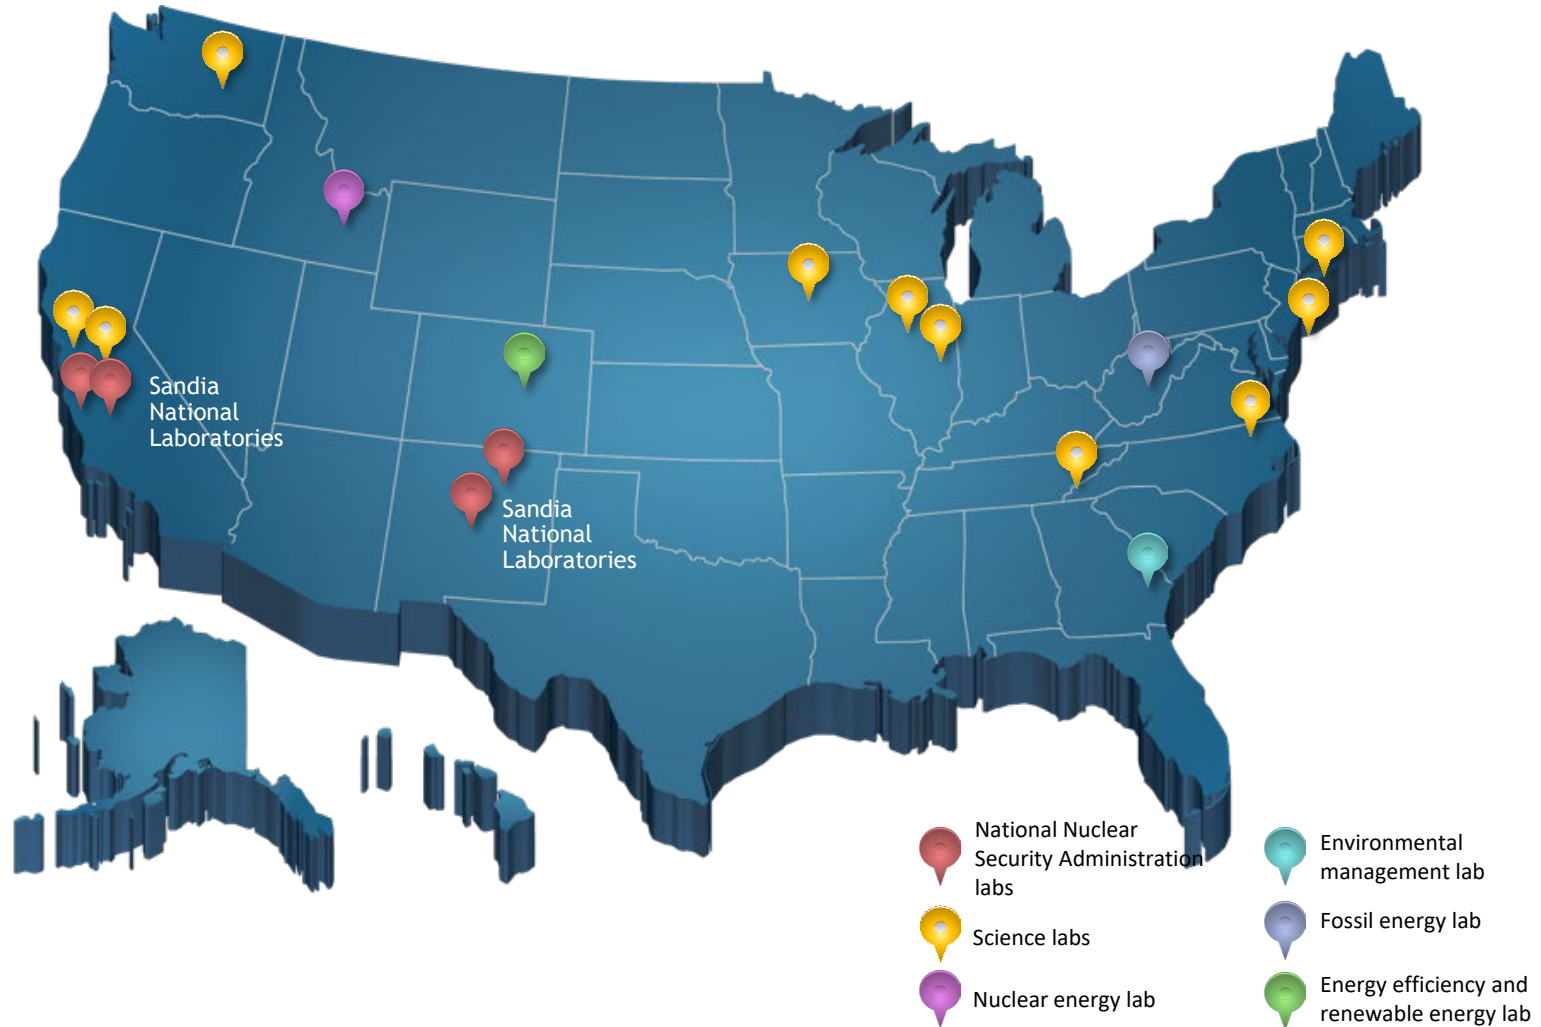 Sandia
National
Laboratories
Sandia
National
Laboratories
National Nuclear
Security Administration
labs
Science labs
Nuclear energy lab
Environmental
management lab
Fossil energy lab
Energy efficiency and
renewable energy lab